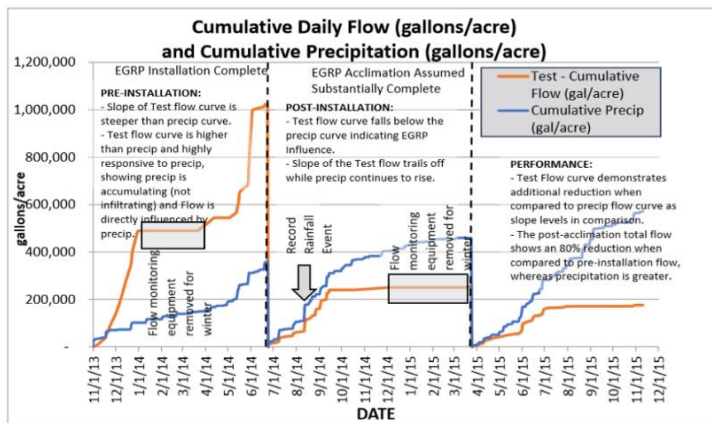 Cumulative Daily Flow (gallons/acre)
and Cumulative Precipitation (gallons/acre)
EGRP Installation Complete
EGRP Acclimation Assumed
Substantially Complete
Test - Cumulative
Flow (gal/acre)
Cumulative Precip
(gal/acre)
PRE-INSTALLATION:
- Slope of Test flow curve is
steeper than precip curve.
- Test flow curve is higher
than precip and highly
responsive to precip,
showing precip is
accumulating (not
infiltrating) and Flow is
directly influenced by
precip.
POST-INSTALLATION:
- Test flow curve falls below the
precip curve indicating EGRP
Influence.
- Slope of the Test flow trails off
while precip continues to rise.
PERFORMANCE:
- Test Flow curve demonstrates
additional reduction when
compared to precip flow curve as
slope levels in comparison.
- The post-acclimation total flow
shows an 80% reduction when
compared to pre-installation flow,
whereas precipitation is greater.
Flow monitoring
equipment
removed for
winter
Record
Rainfall
Event
Flow
monitoring
equipment
removed for
winter
gallons/acre
1,200,000
1,000,000
800,000
600,000
400,000
200,000
-
11/1/13
12/1/13
1/1/14
2/1/14
3/1/14
4/1/14
5/1/14
6/1/14
7/1/14
8/1/14
9/1/14
10/1/14
11/1/14
12/1/14
1/1/15
2/1/15
3/1/15
4/1/15
5/1/15
6/1/15
7/1/15
8/1/15
9/1/15
10/1/15
11/1/15
12/1/15
DATE